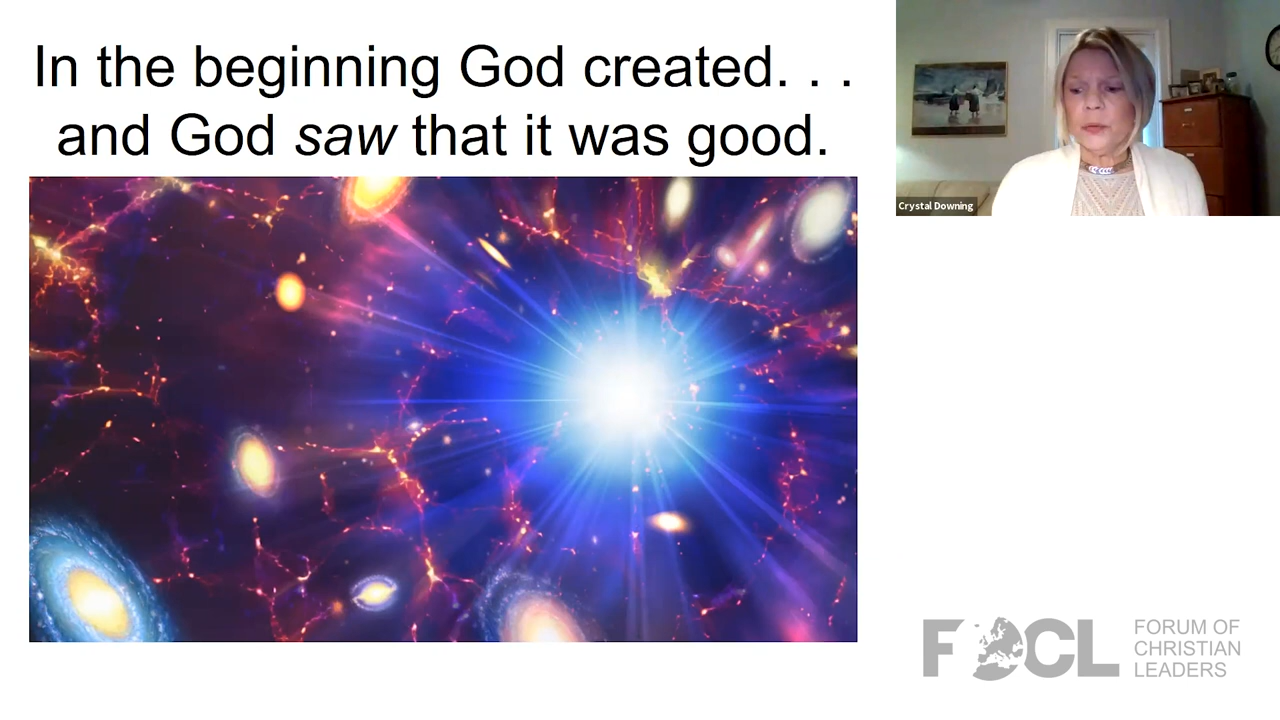 In the beginning God created. . .
and God saw that it was good.
Crystal Downing
FOCL
FORUM OF
CHRISTIAN
LEADERS